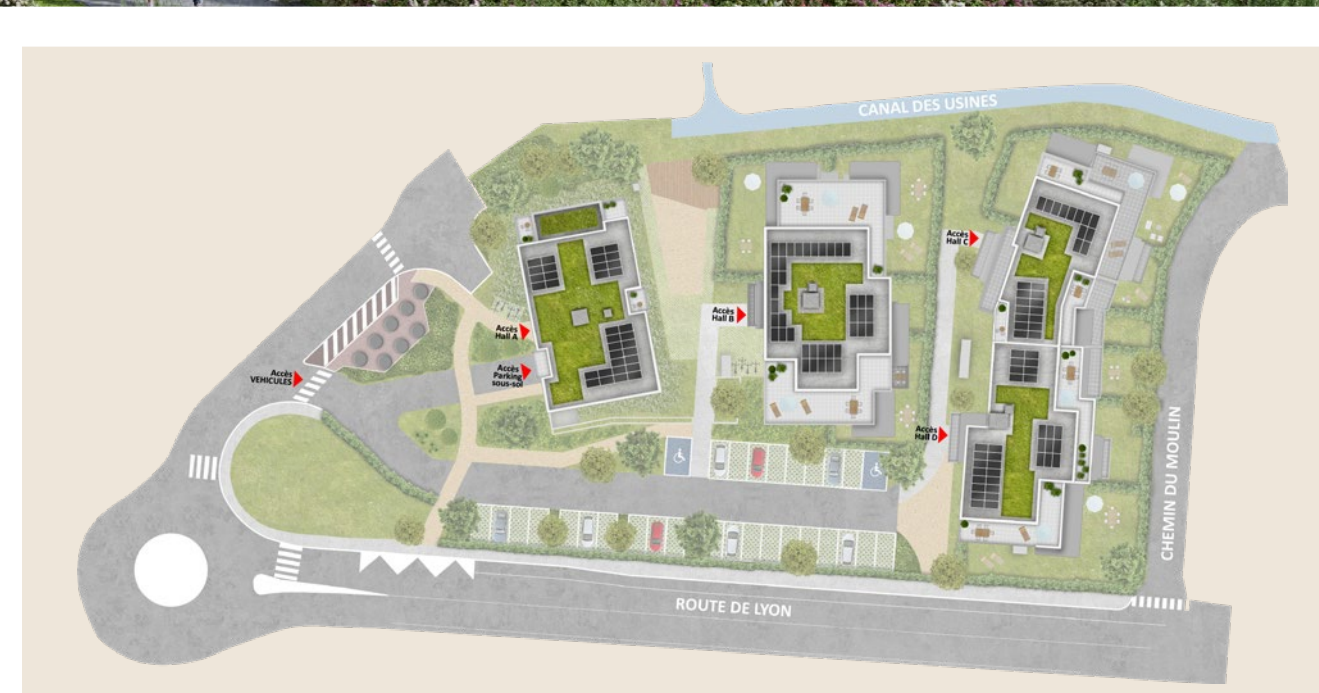 CANAL DES USINES
Accès
Hall C
Accès
Hall B
Accès
Hall A
Accès
Parking
sous-sol
Accès
VEHICULES
Accès
Hall D
CHEMIN DU MOULIN
ROUTE DE LYON